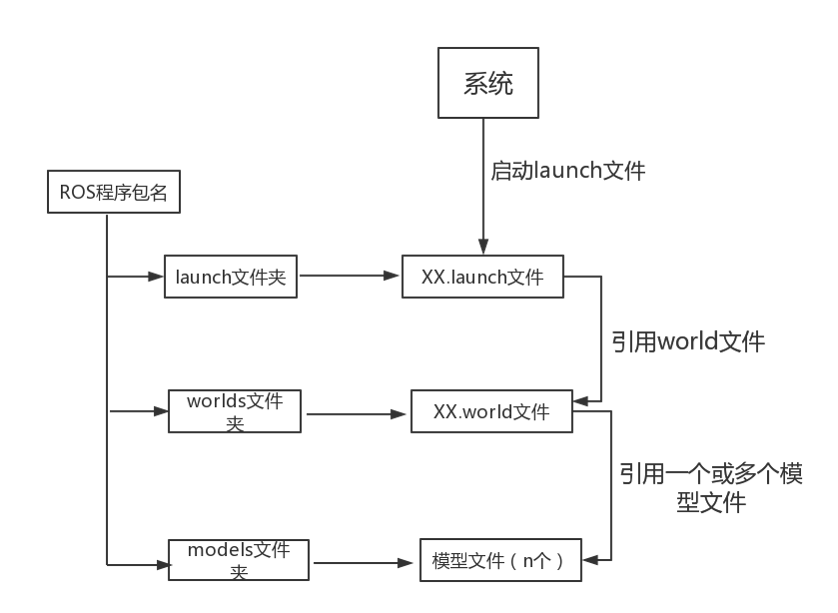 系统
启动launch文件
ROS程序包名
launch文件夹
XX.launch文件
引用world文件
worlds文件
夹
XX.world文件
引用一个或多个模
型文件
models文件
夹
模型文件（n个）